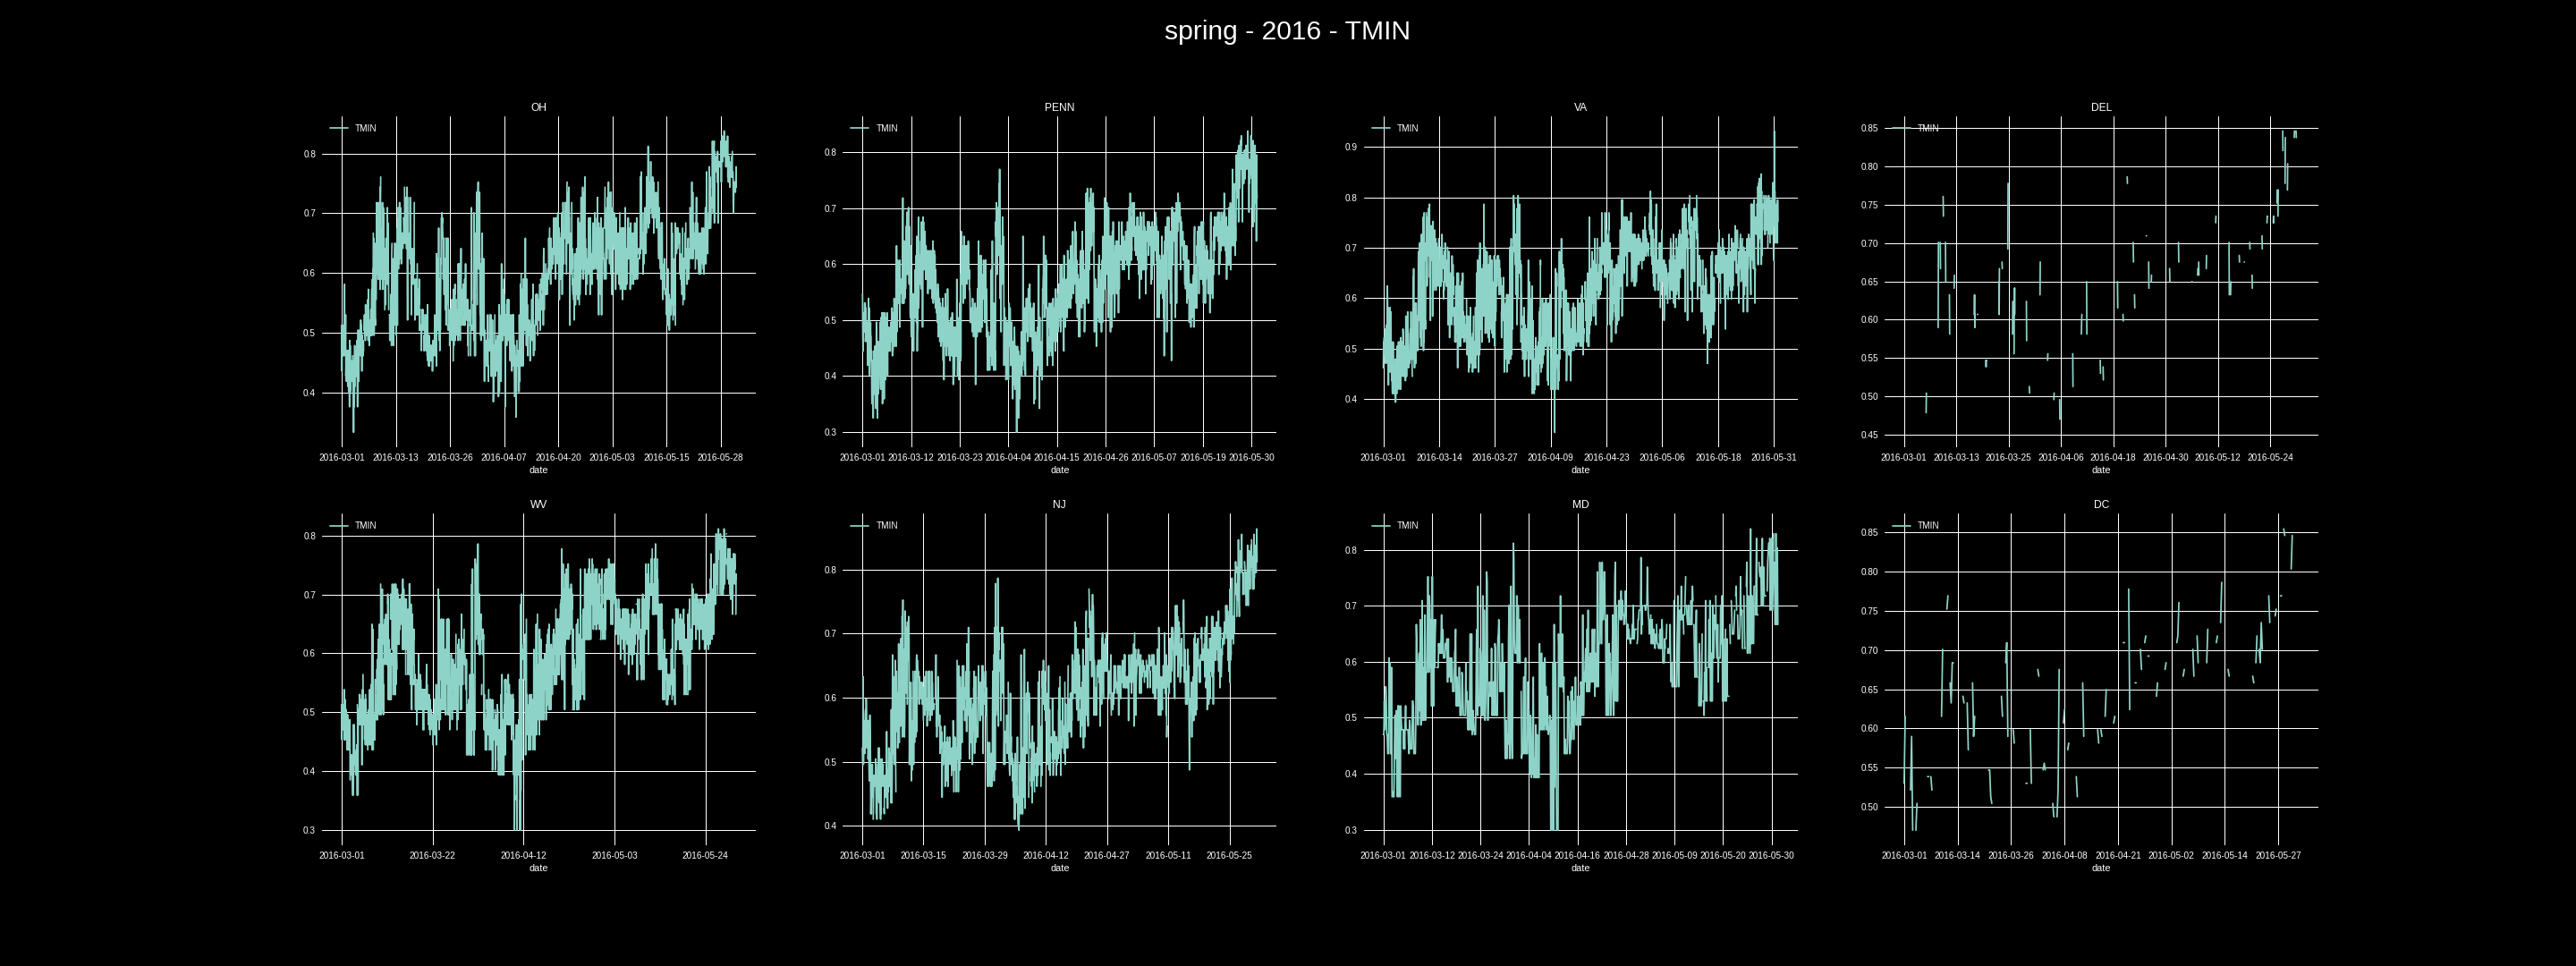 spring - 2016 - TMIN
OH
TMIN
0.8
0.7
0.6
0.5
0.4
2016-03-01 2016-03-13 2016-03-26 2016-04-07 2016-04-20 2016-05-03 2016-05-15 2016-05-28
date
PENN
TMIN
0.8
0.7
0.6
0.5
0.4
0.3
2016-03-01 2016-03-12 2016-03-23 2016-04-04 2016-04-15 2016-04-26 2016-05-07 2016-05-19 2016-05-30
date
VA
TMIN
0.9
0.8
0.7
0.6
0.5
0.4
2016-03-01 2016-03-14 2016-03-27 2016-04-09 2016-04-23 2016-05-06 2016-05-18 2016-05-31
date
DEL
TMIN
0.85
0.80
0.75
0.70
0.65
0.60
0.55
0.50
0.45
2016-03-01 2016-03-13 2016-03-25 2016-04-06 2016-04-18 2016-04-30 2016-05-12 2016-05-24
date
WV
TMIN
0.8
0.7
0.6
0.5
0.4
0.3
2016-03-01 2016-03-22 2016-04-12 2016-05-03 2016-05-24
date
NJ
TMIN
0.8
0.7
0.6
0.5
0.4
2016-03-01 2016-03-15 2016-03-29 2016-04-12 2016-04-27 2016-05-11 2016-05-25
date
MD
TMIN
0.8
0.7
0.6
0.5
0.4
0.3
2016-03-01 2016-03-12 2016-03-24 2016-04-04 2016-04-16 2016-04-28 2016-05-09 2016-05-20 2016-05-30
date
DC
TMIN
0.85
0.80
0.75
0.70
0.65
0.60
0.55
0.50
2016-03-01 2016-03-14 2016-03-26 2016-04-08 2016-04-21 2016-05-02 2016-05-14 2016-05-27
date